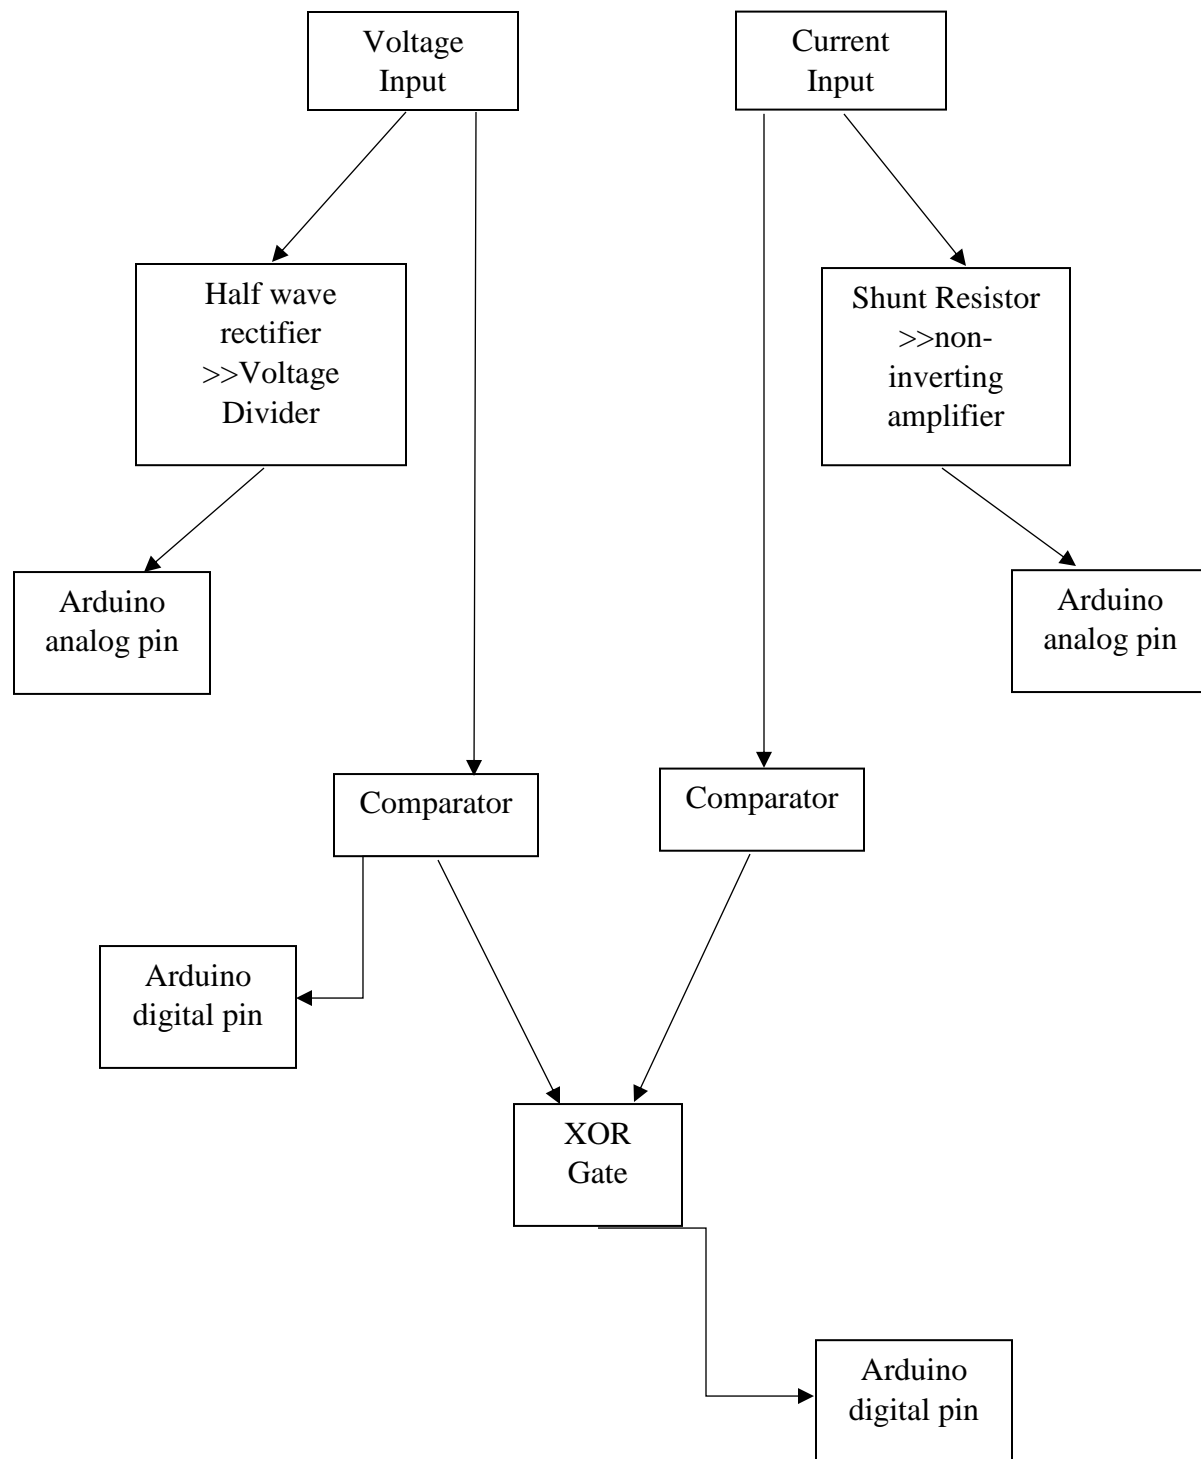 Voltage
Input
Current
Input
Half wave
rectifier
>>Voltage
Divider
Shunt Resistor
>>non-
inverting
amplifier
Arduino
analog pin
Arduino
analog pin
Comparator
Comparator
Arduino
digital pin
XOR
Gate
Arduino
digital pin